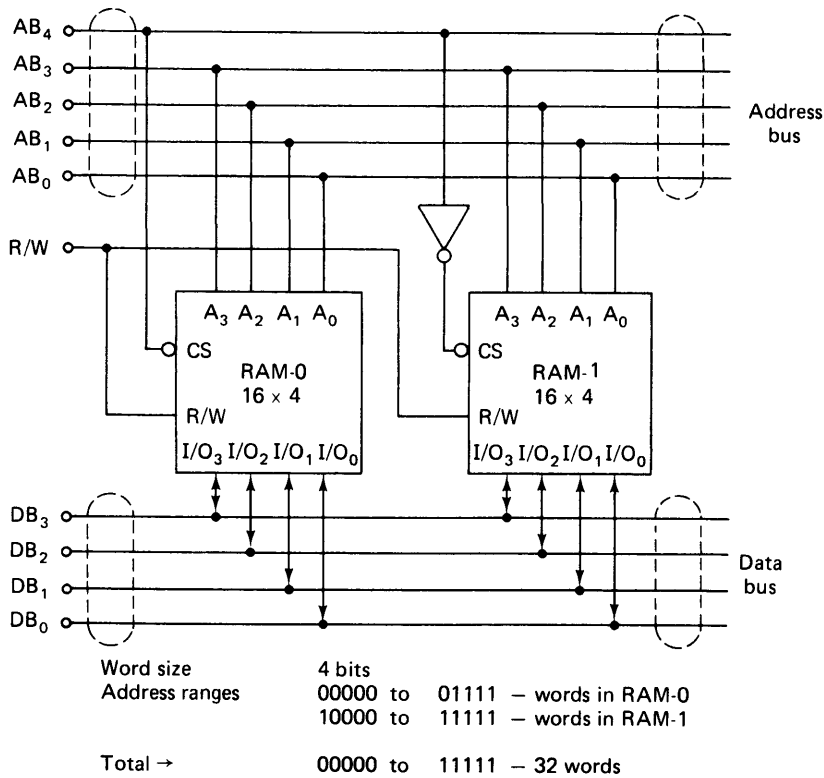 AB4
AB3
AB2
AB1
AB0
Address
bus
R/W
A3 A2 A1 A0
CS
RAM-0
16 × 4
R/W
I/O3 I/O2 I/O1 I/O0
A3 A2 A1 A0
CS
RAM-1
16 × 4
R/W
I/O3 I/O2 I/O1 I/O0
DB3
DB2
DB1
DB0
Data
bus
Word size 4 bits
Address ranges 00000 to 01111 – words in RAM-0
10000 to 11111 – words in RAM-1
Total → 00000 to 11111 – 32 words